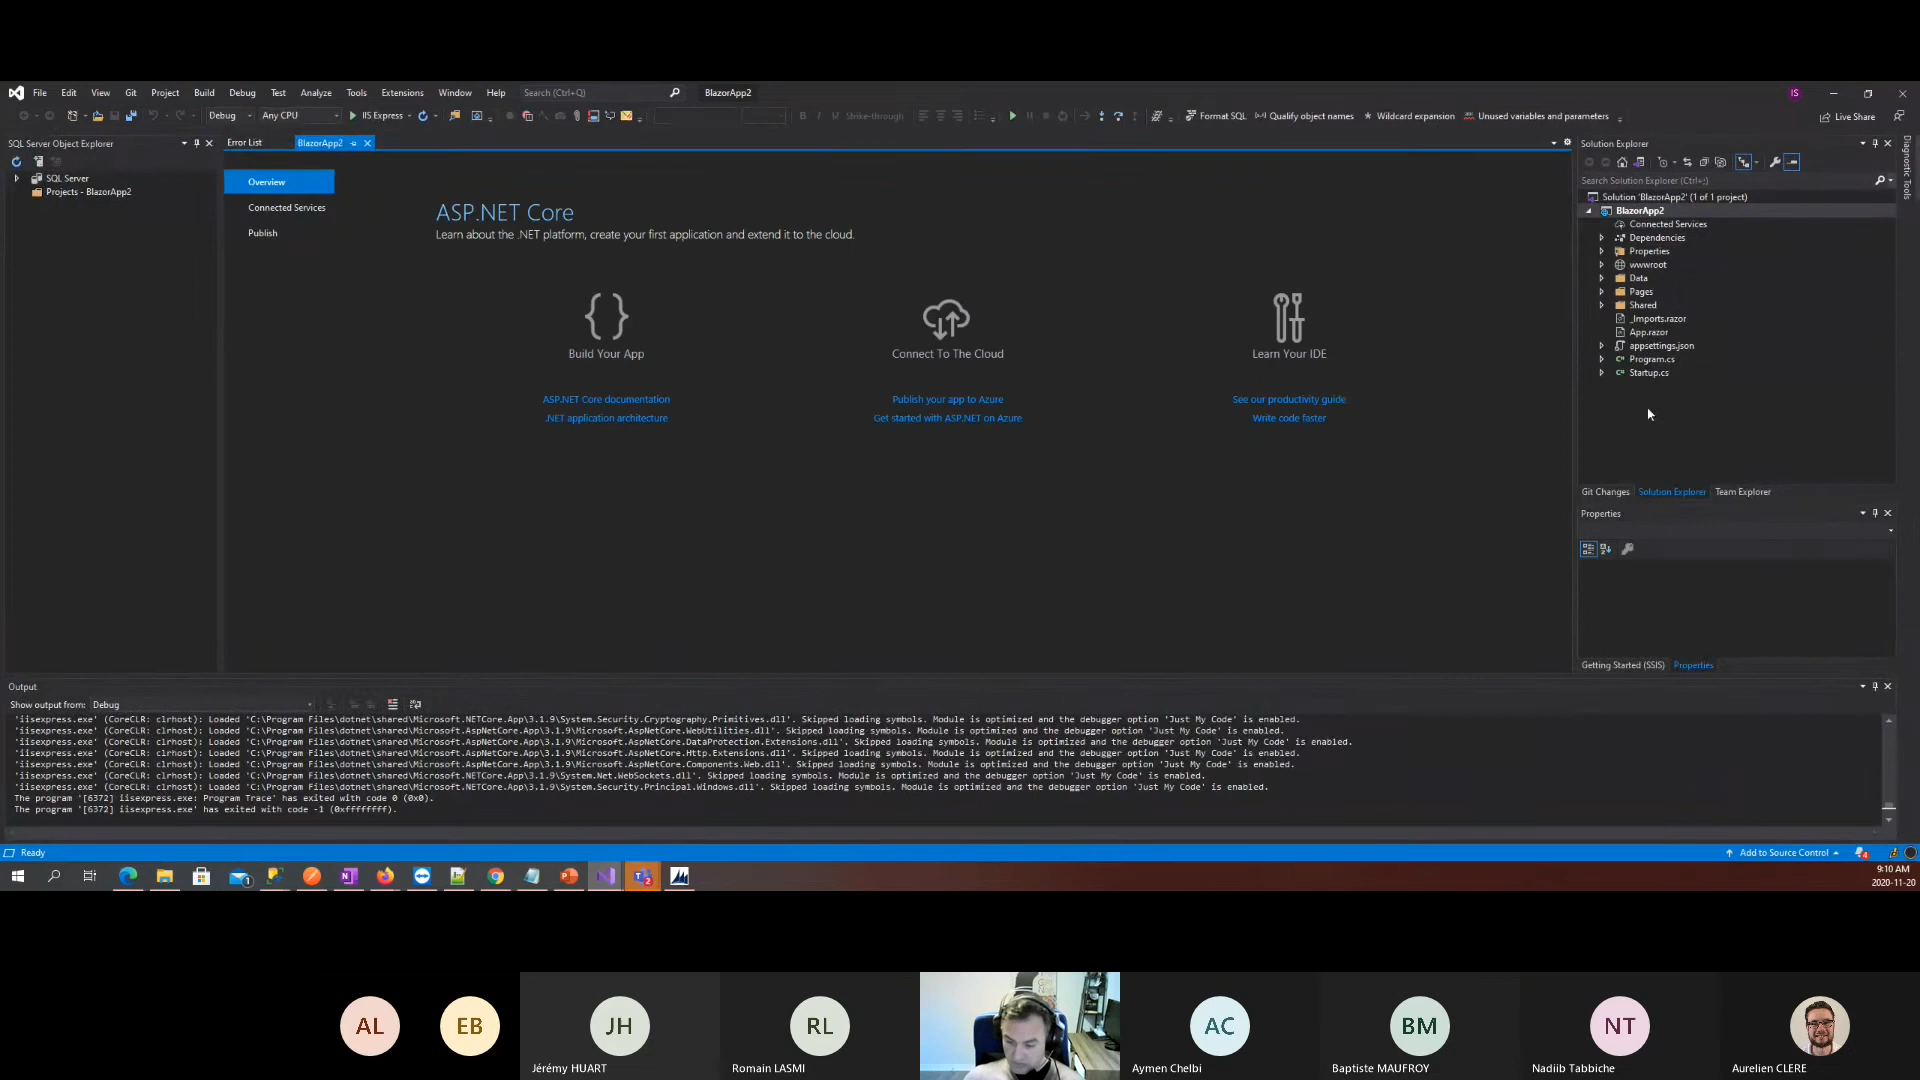 File Edit View Git Project Build Debug Test Analyze Tools Extensions Window Help Search (Ctrl+Q) BlazorApp2 IS
Debug Any CPU IIS Express Strike-through Format SQL Qualify object names Wildcard expansion Unused variables and parameters Live Share
SQL Server Object Explorer
SQL Server
Projects - BlazorApp2
Error List BlazorApp2
Overview
Connected Services
Publish
ASP.NET Core
Learn about the .NET platform, create your first application and extend it to the cloud.
Build Your App
ASP.NET Core documentation
.NET application architecture
Connect To The Cloud
Publish your app to Azure
Get started with ASP.NET on Azure
Learn Your IDE
See our productivity guide
Write code faster
Solution Explorer
Search Solution Explorer (Ctrl+;)
Solution 'BlazorApp2' (1 of 1 project)
BlazorApp2
Connected Services
Dependencies
Properties
wwwroot
Data
Pages
Shared
_Imports.razor
App.razor
appsettings.json
Program.cs
Startup.cs
Git Changes Solution Explorer Team Explorer
Properties
Getting Started (SSIS) Properties
Diagnostic Tools
Output
Show output from: Debug
'iisexpress.exe' (CoreCLR: clrhost): Loaded 'C:\Program Files\dotnet\shared\Microsoft.NETCore.App\3.1.9\System.Security.Cryptography.Primitives.dll'. Skipped loading symbols. Module is optimized and the debugger option 'Just My Code' is enabled.
'iisexpress.exe' (CoreCLR: clrhost): Loaded 'C:\Program Files\dotnet\shared\Microsoft.AspNetCore.App\3.1.9\Microsoft.AspNetCore.WebUtilities.dll'. Skipped loading symbols. Module is optimized and the debugger option 'Just My Code' is enabled.
'iisexpress.exe' (CoreCLR: clrhost): Loaded 'C:\Program Files\dotnet\shared\Microsoft.AspNetCore.App\3.1.9\Microsoft.AspNetCore.DataProtection.Extensions.dll'. Skipped loading symbols. Module is optimized and the debugger option 'Just My Code' is enabled.
'iisexpress.exe' (CoreCLR: clrhost): Loaded 'C:\Program Files\dotnet\shared\Microsoft.AspNetCore.App\3.1.9\Microsoft.AspNetCore.Http.Extensions.dll'. Skipped loading symbols. Module is optimized and the debugger option 'Just My Code' is enabled.
'iisexpress.exe' (CoreCLR: clrhost): Loaded 'C:\Program Files\dotnet\shared\Microsoft.AspNetCore.App\3.1.9\Microsoft.AspNetCore.Components.Web.dll'. Skipped loading symbols. Module is optimized and the debugger option 'Just My Code' is enabled.
'iisexpress.exe' (CoreCLR: clrhost): Loaded 'C:\Program Files\dotnet\shared\Microsoft.NETCore.App\3.1.9\System.Net.WebSockets.dll'. Skipped loading symbols. Module is optimized and the debugger option 'Just My Code' is enabled.
'iisexpress.exe' (CoreCLR: clrhost): Loaded 'C:\Program Files\dotnet\shared\Microsoft.NETCore.App\3.1.9\System.Security.Principal.Windows.dll'. Skipped loading symbols. Module is optimized and the debugger option 'Just My Code' is enabled.
The program '[6372] iisexpress.exe: Program Trace' has exited with code 0 (0x0).
The program '[6372] iisexpress.exe' has exited with code -1 (0xffffffff).
Ready Add to Source Control 4
9:10 AM
2020-11-20
AL EB JH RL AC BM NT
Jérémy HUART Romain LASMI Aymen Chelbi Baptiste MAUFROY Nadiib Tabbiche Aurelien CLERE